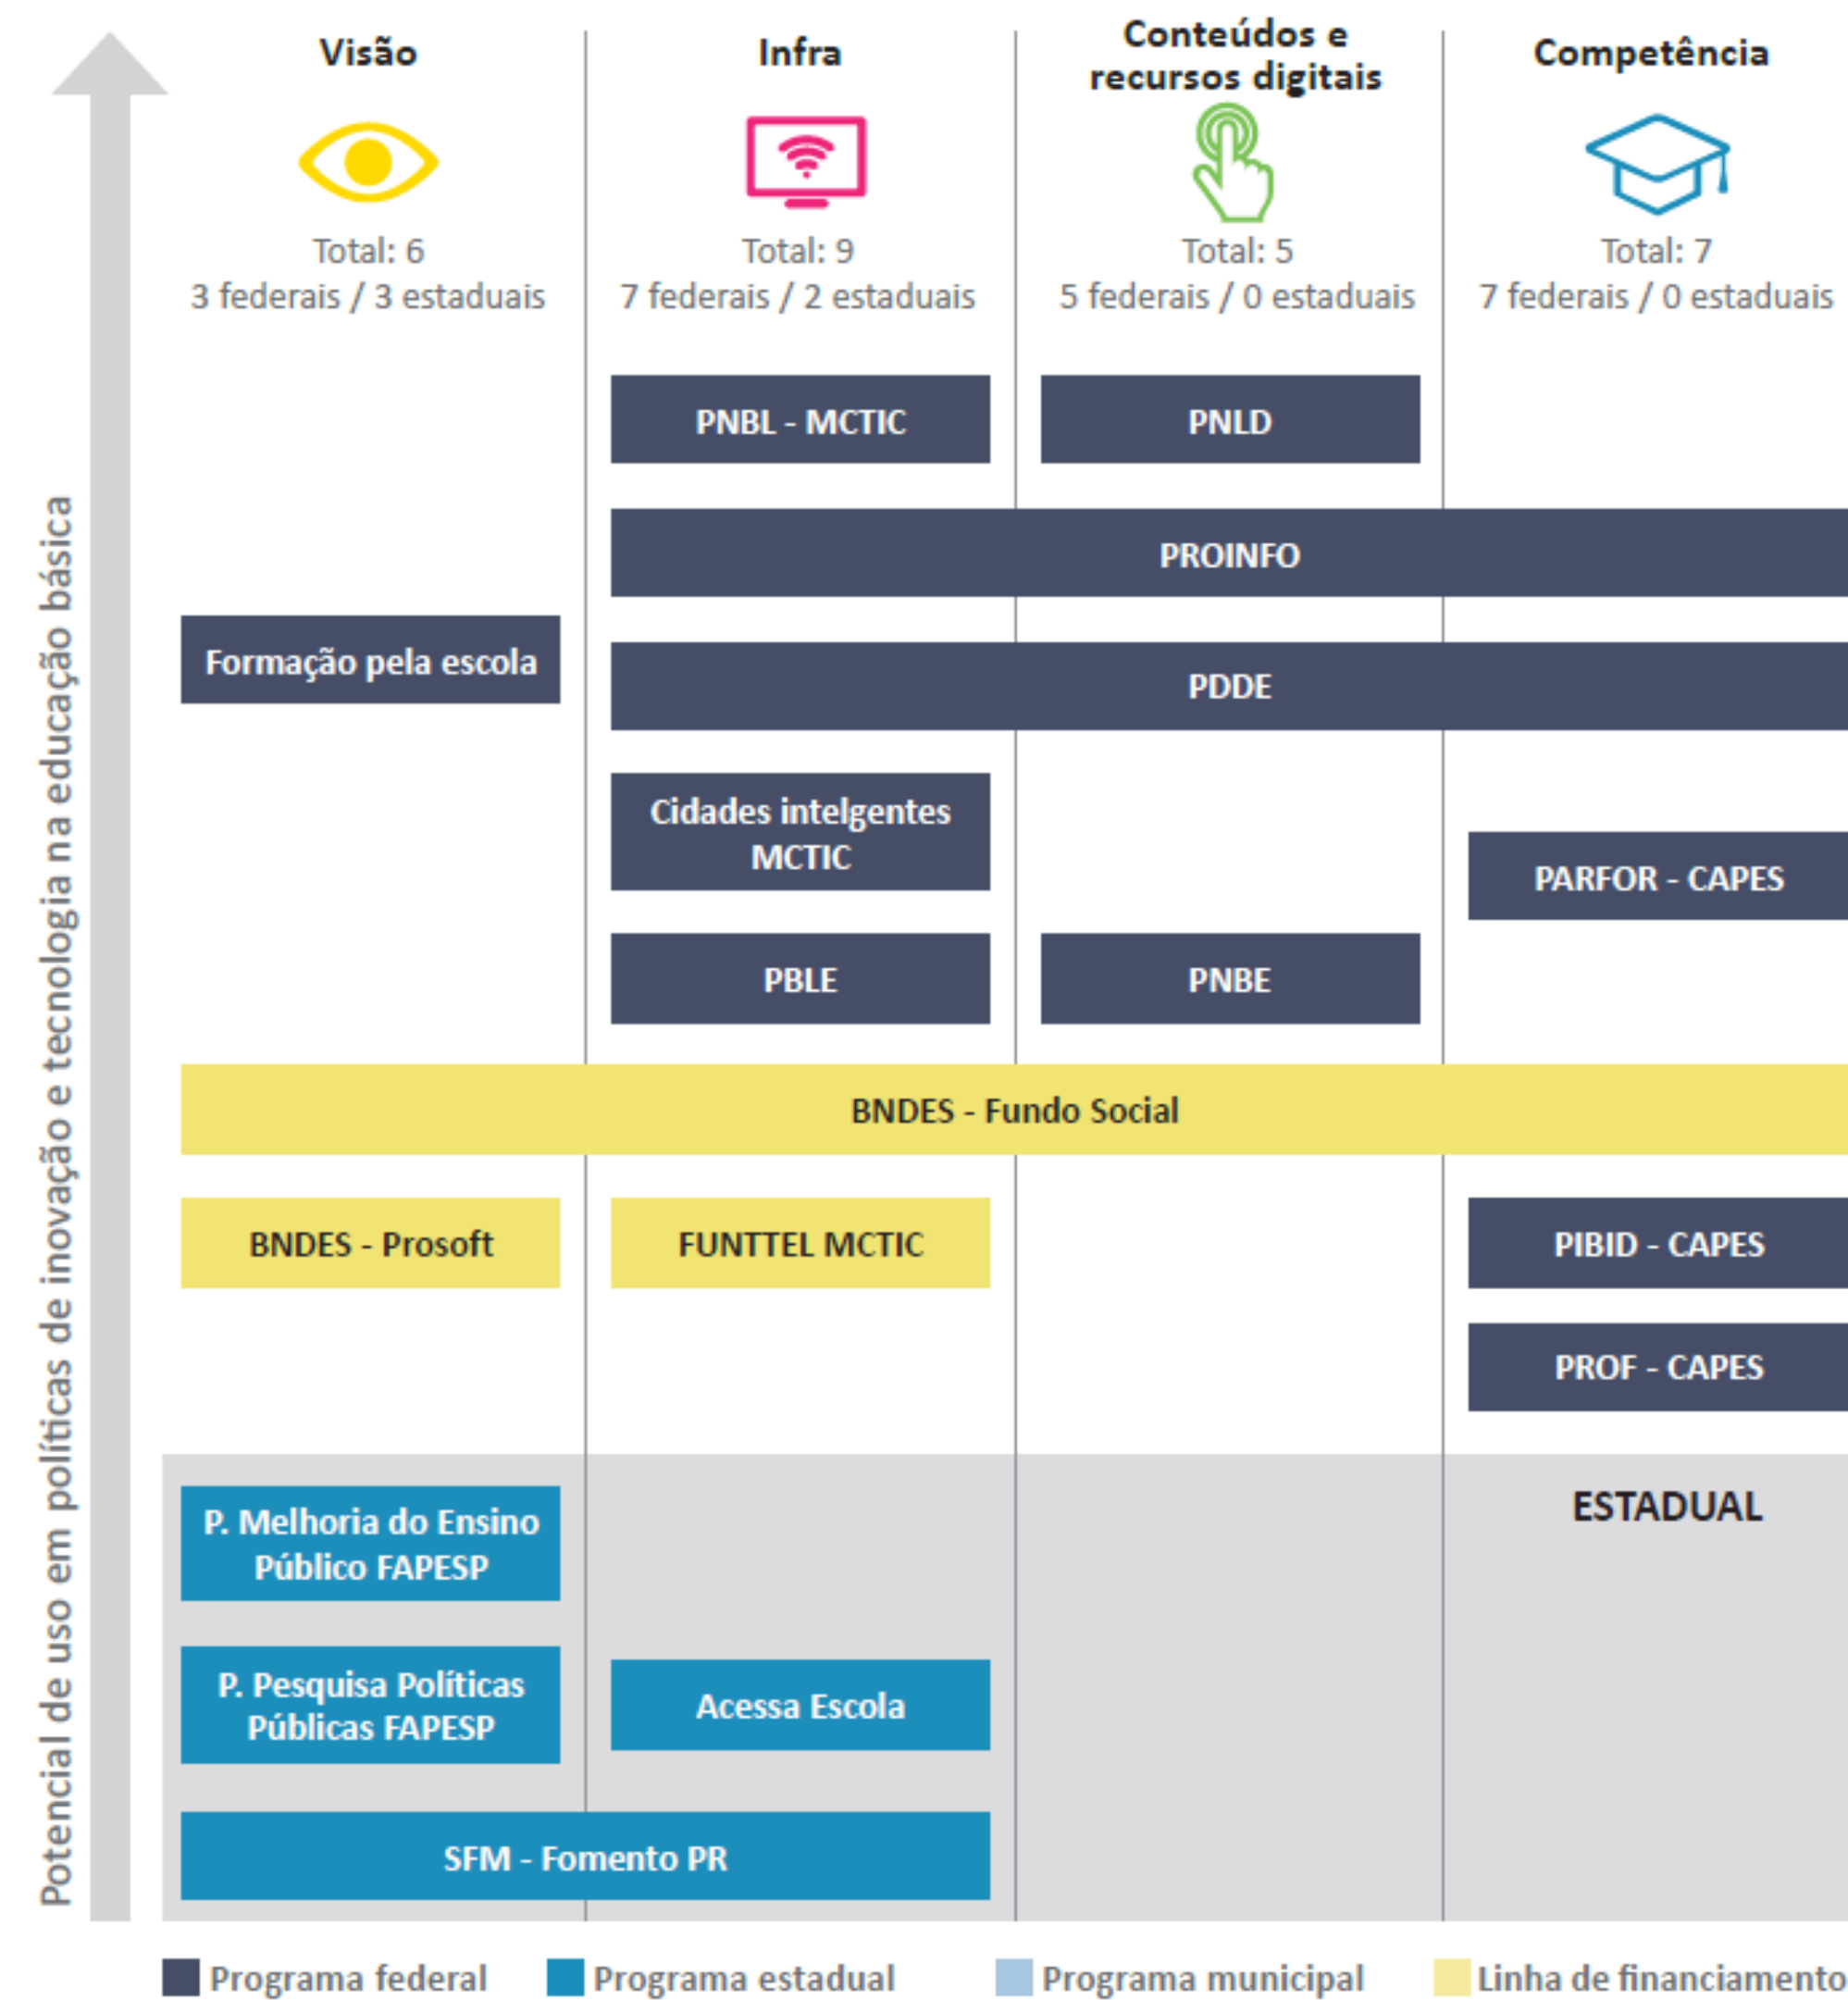 Visão
Infra
Conteúdos e
recursos digitais
Competência
Total: 6
3 federais / 3 estaduais
Total: 9
7 federais / 2 estaduais
Total: 5
5 federais / 0 estaduais
Total: 7
7 federais / 0 estaduais
Potencial de uso em políticas de inovação e tecnologia na educação básica
PNBL - MCTIC
PNLD
PROINFO
Formação pela escola
PDDE
Cidades intelgentes
MCTIC
PARFOR - CAPES
PBLE
PNBE
BNDES - Fundo Social
BNDES - Prosoft
FUNTTEL MCTIC
PIBID - CAPES
PROF - CAPES
ESTADUAL
P. Melhoria do Ensino
Público FAPESP
P. Pesquisa Políticas
Públicas FAPESP
Acessa Escola
SFM - Fomento PR
Programa federal
Programa estadual
Programa municipal
Linha de financiamento